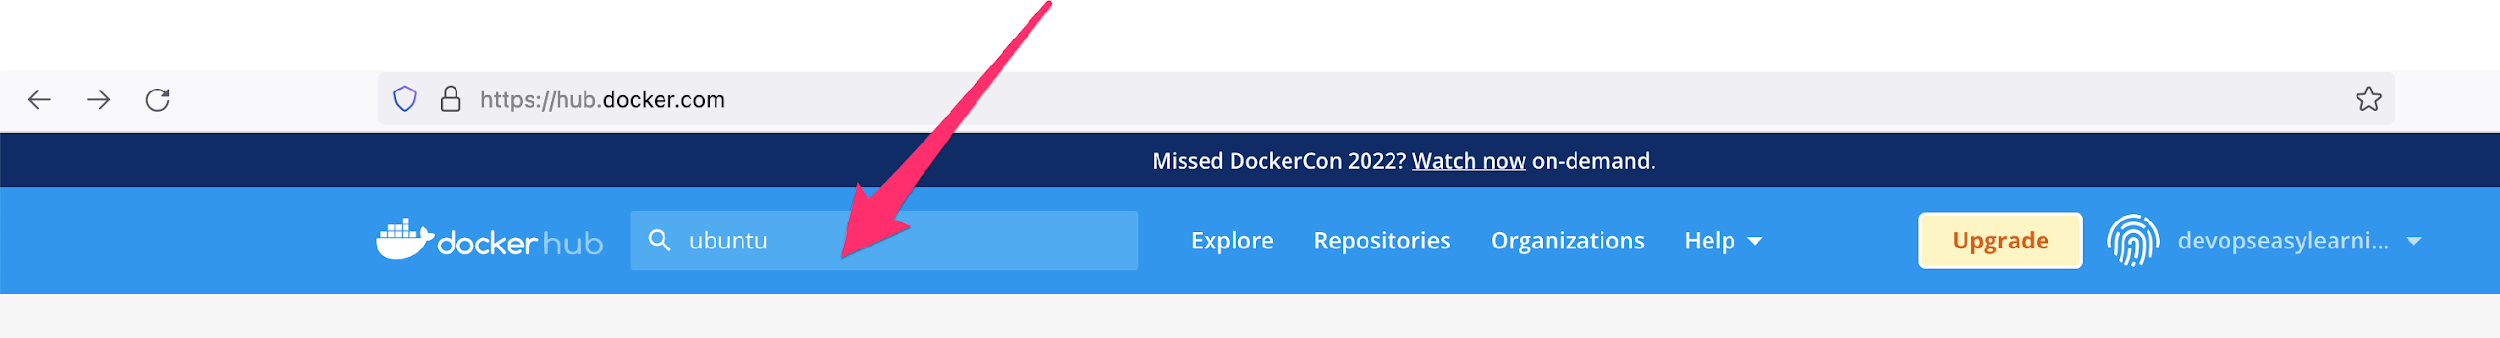 https://hub.docker.com
Missed DockerCon 2022? Watch now on-demand.
docker hub
ubuntu
Explore
Repositories
Organizations
Help
Upgrade
devopseasylearni...